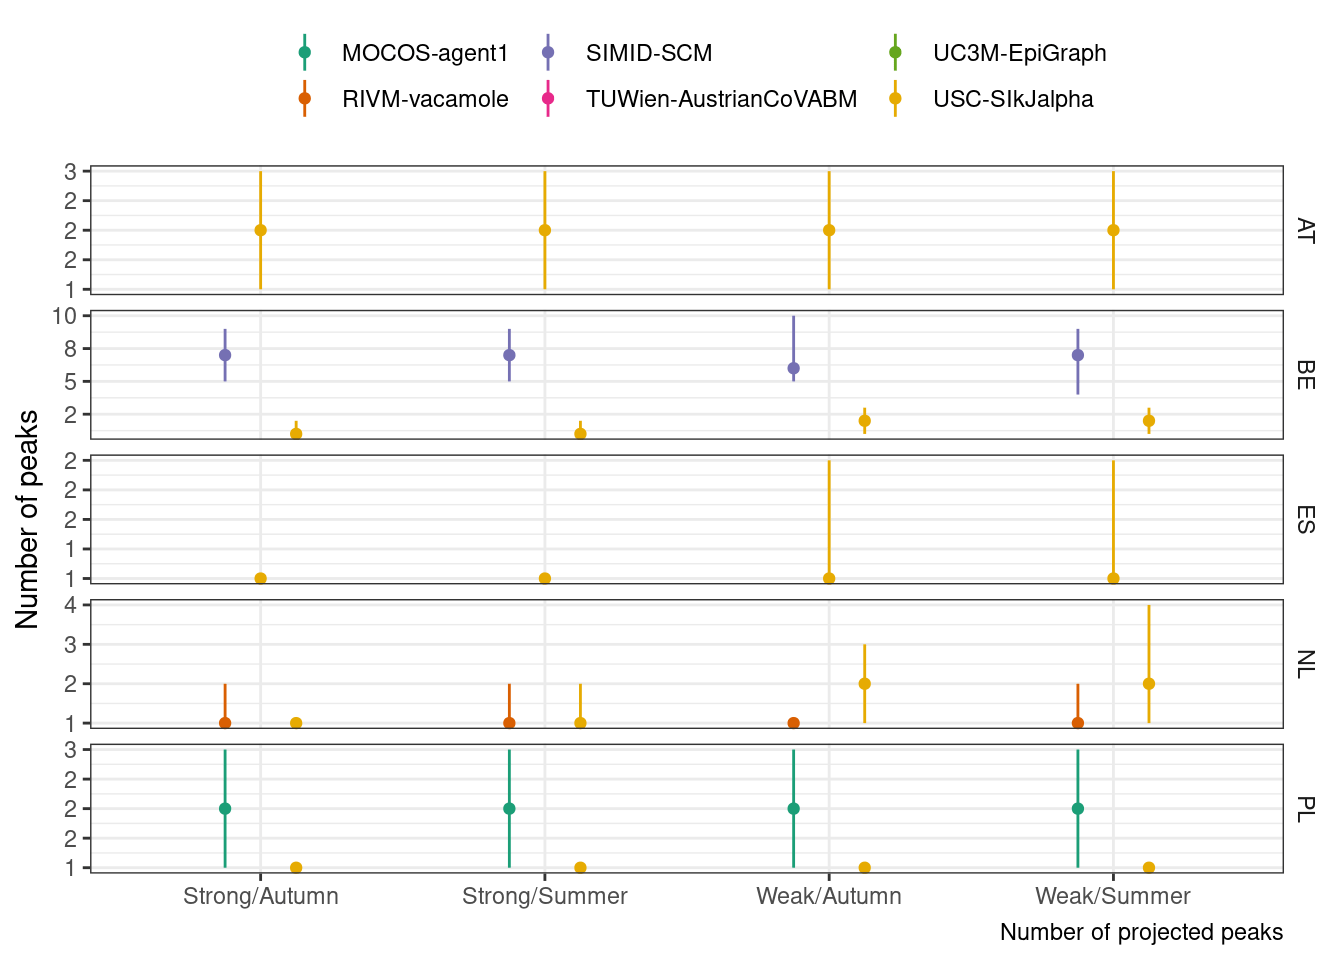 MOCOS-agent1 SIMID-SCM UC3M-EpiGraph
RIVM-vacamole TUWien-AustrianCoVABM USC-SIkJalpha
Number of peaks
3
2
2
2
1
AT
10
8
5
2
BE
2
2
2
1
1
ES
4
3
2
1
NL
3
2
2
2
1
PL
Strong/Autumn Strong/Summer Weak/Autumn Weak/Summer
Number of projected peaks